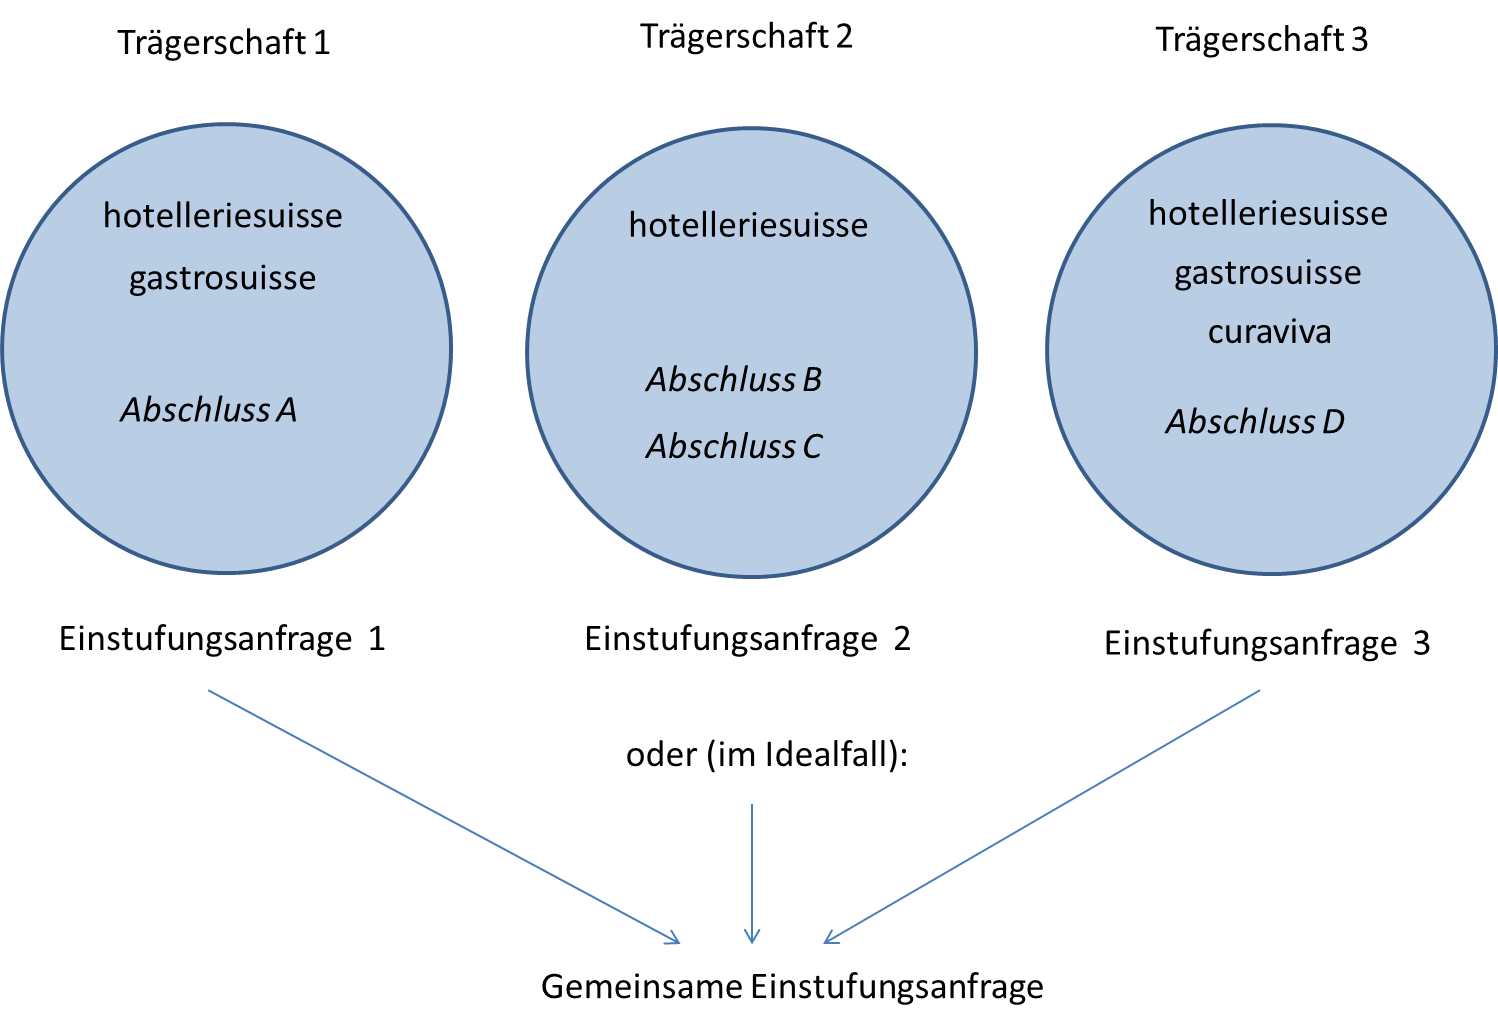 Trägerschaft 1
Trägerschaft 2
Trägerschaft 3
hotelleriesuisse
gastrosuisse
Abschluss A
hotelleriesuisse
Abschluss B
Abschluss C
hotelleriesuisse
gastrosuisse
curaviva
Abschluss D
Einstufungsanfrage 1
Einstufungsanfrage 2
Einstufungsanfrage 3
oder (im Idealfall):
Gemeinsame Einstufungsanfrage